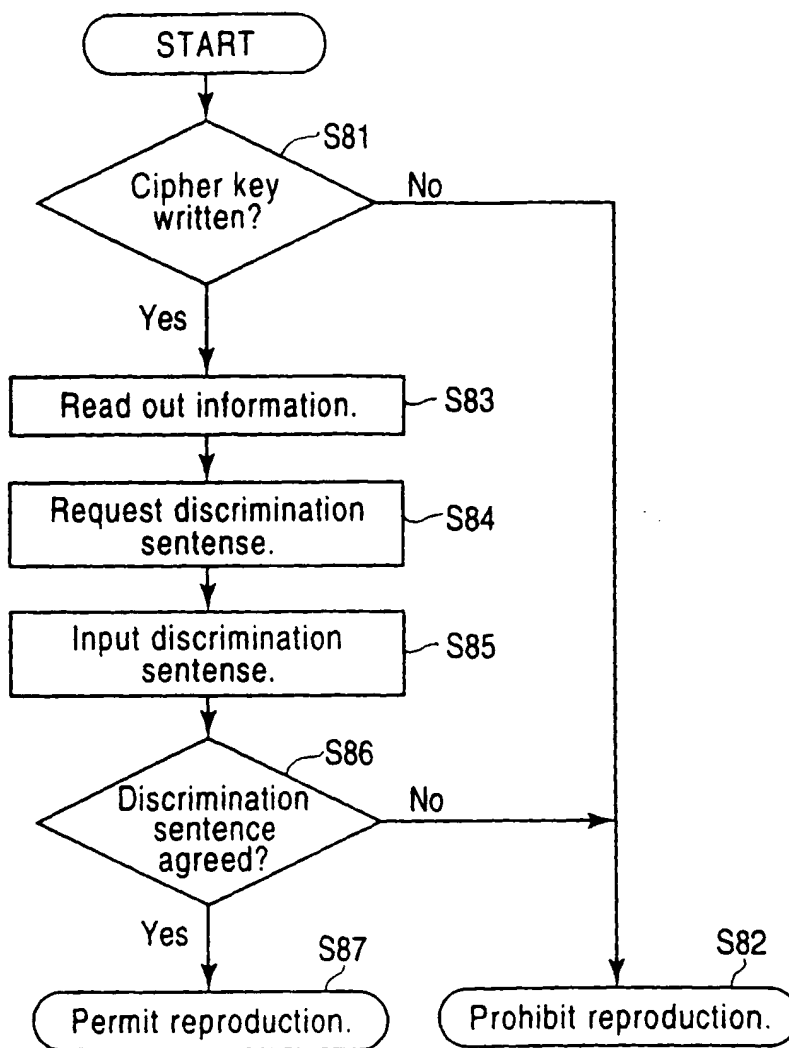 START
S81
Cipher key
written?
No
Yes
Read out information.
S83
Request discrimination
sentense.
S84
Input discrimination
sentense.
S85
S86
Discrimination
sentence
agreed?
No
Yes
S87
Permit reproduction.
S82
Prohibit reproduction.